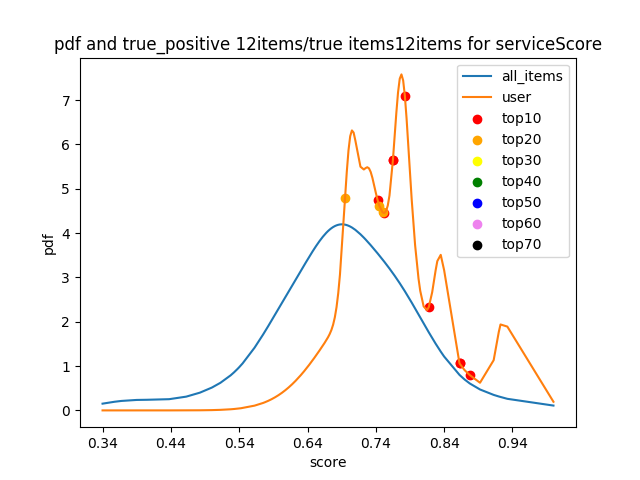 pdf and true_positive 12items/true items12items for serviceScore
all_items
user
top10
top20
top30
top40
top50
top60
top70
pdf
7
6
5
4
3
2
1
0
0.34 0.44 0.54 0.64 0.74 0.84 0.94
score